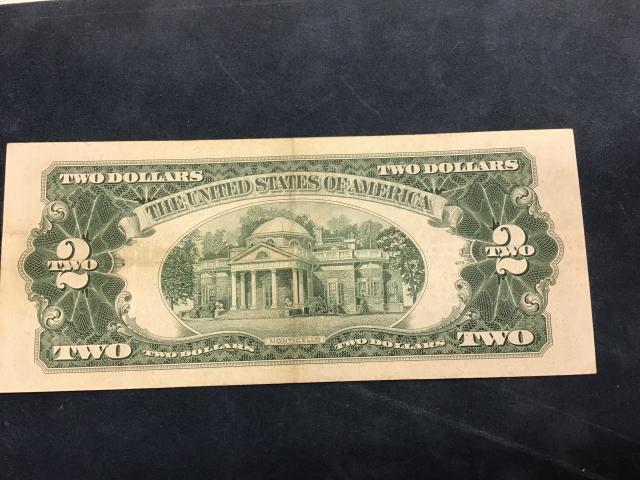 TWO DOLLARS
TWO DOLLARS
THE UNITED STATES OF AMERICA
2
TWO
2
TWO
TWO
TWO DOLLARS
MONTICELLO
TWO DOLLARS
TWO